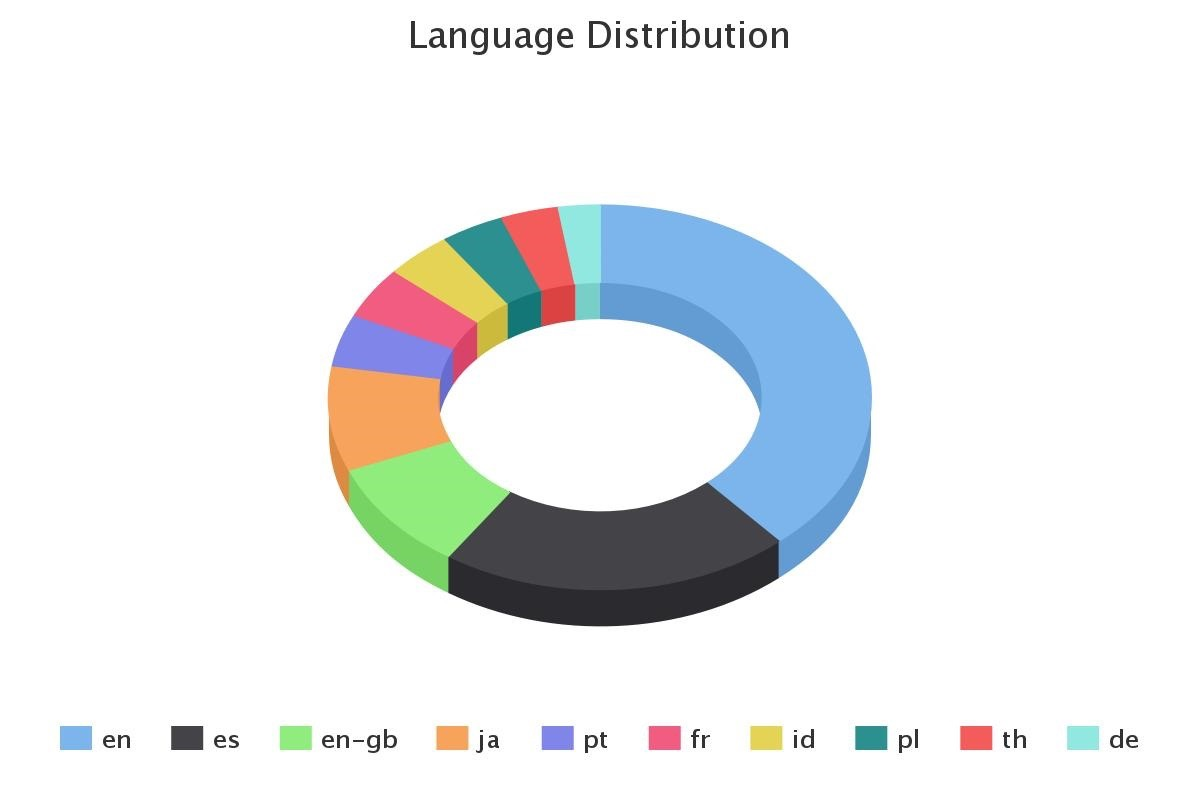 Language Distribution
en es en-gb ja pt fr id pl th de